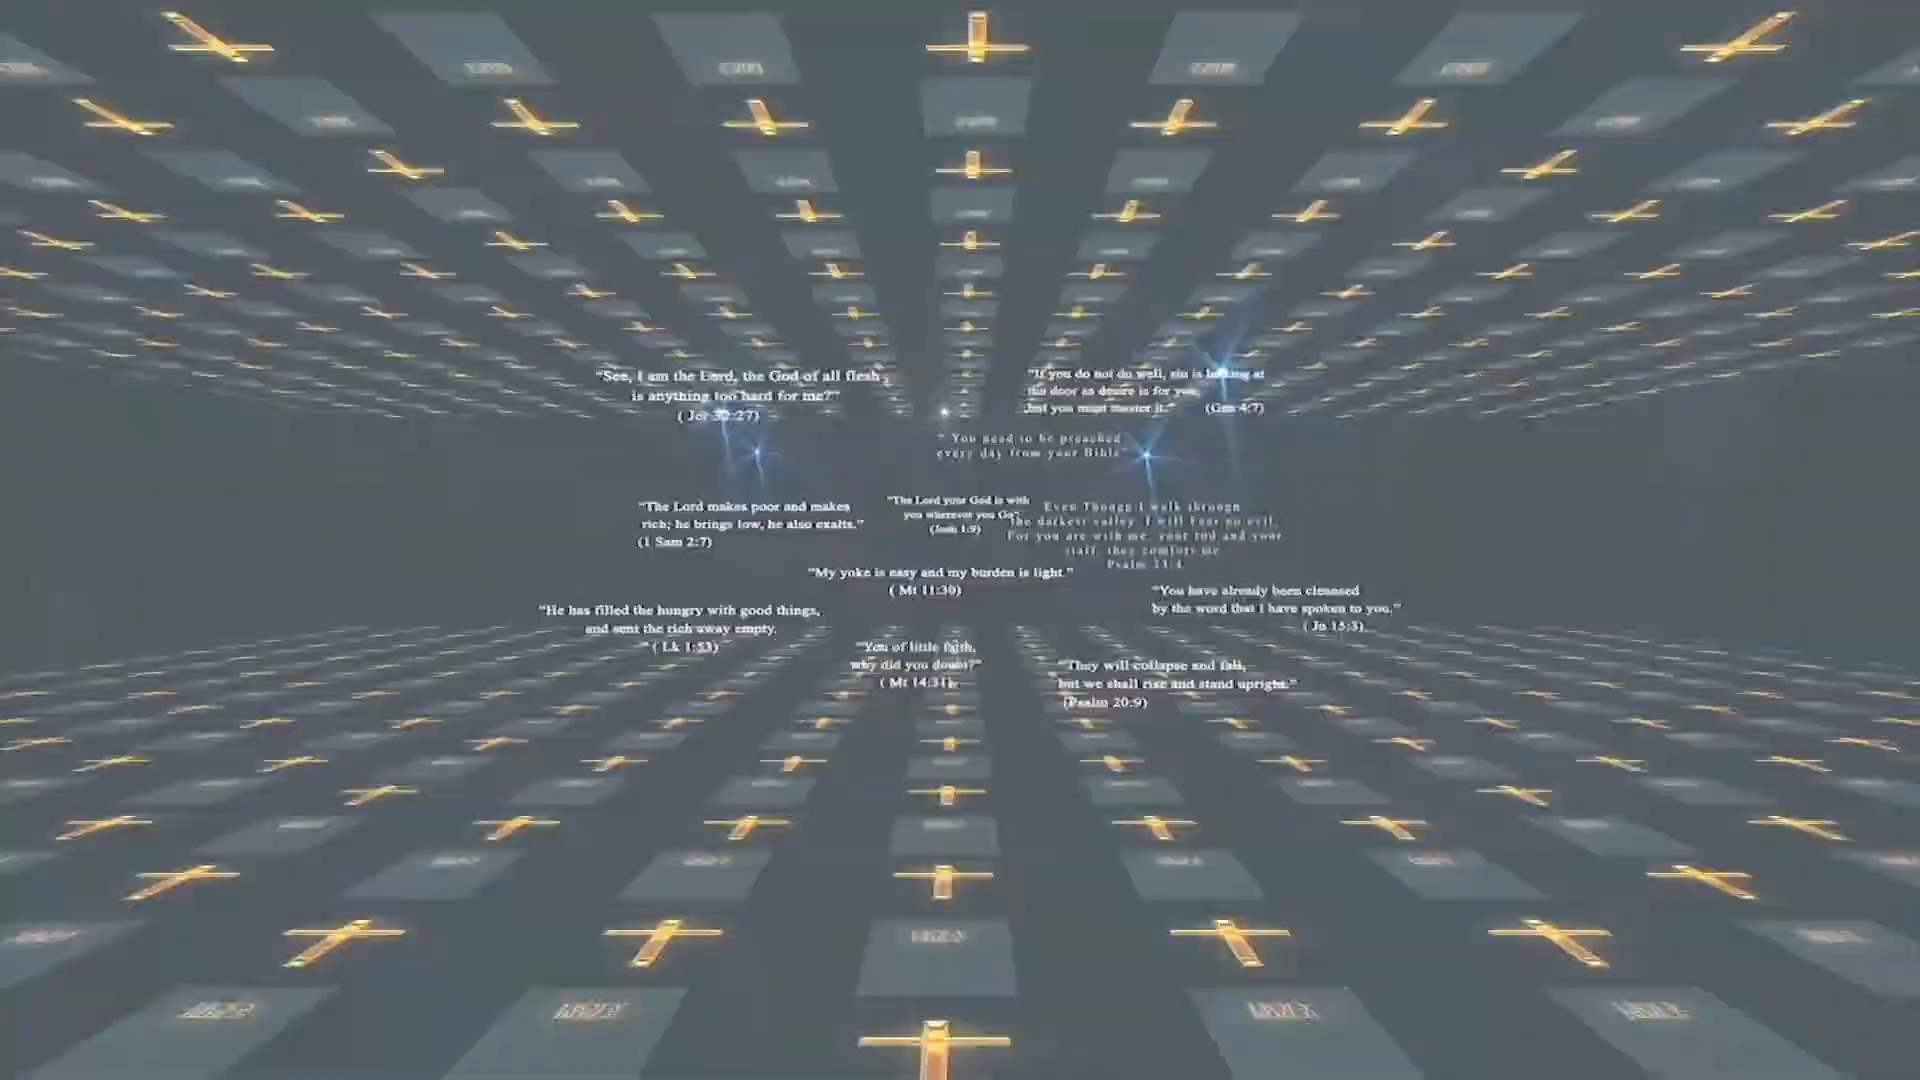 "See, I am the Lord, the God of all flesh,
is anything too hard for me?"
( Jer 32:27)
"If you do not do well, sin is lurking at
the door as desire is for you,
but you must master it."
(Gen 4:7)
" You need to be preached
every day from your Bible"
"The Lord makes poor and makes
rich; he brings low, he also exalts."
(1 Sam 2:7)
"The Lord your God is with
you wherever you Go"
(Josh 1:9)
Even Though I walk through
the darkest valley, I will Fear no evil,
For you are with me, your rod and your
staff, they comfort me
Psalm 23:4
"My yoke is easy and my burden is light."
( Mt 11:30)
"You have already been cleansed
by the word that I have spoken to you."
( Jn 15:3)
"He has filled the hungry with good things,
and sent the rich away empty.
" ( Lk 1:53)
"You of little faith,
why did you doubt?"
( Mt 14:31)
"They will collapse and fall,
but we shall rise and stand upright."
(Psalm 20:9)
HOLY
HOLY
HOLY
HOLY
HOLY